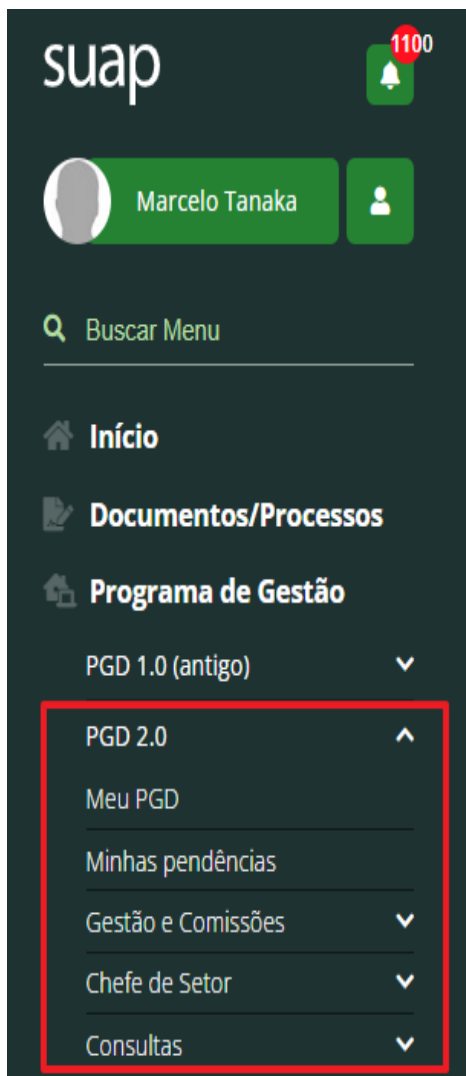 suap
1100
Marcelo Tanaka
Buscar Menu
Início
Documentos/Processos
Programa de Gestão
PGD 1.0 (antigo)
PGD 2.0
Meu PGD
Minhas pendências
Gestão e Comissões
Chefe de Setor
Consultas